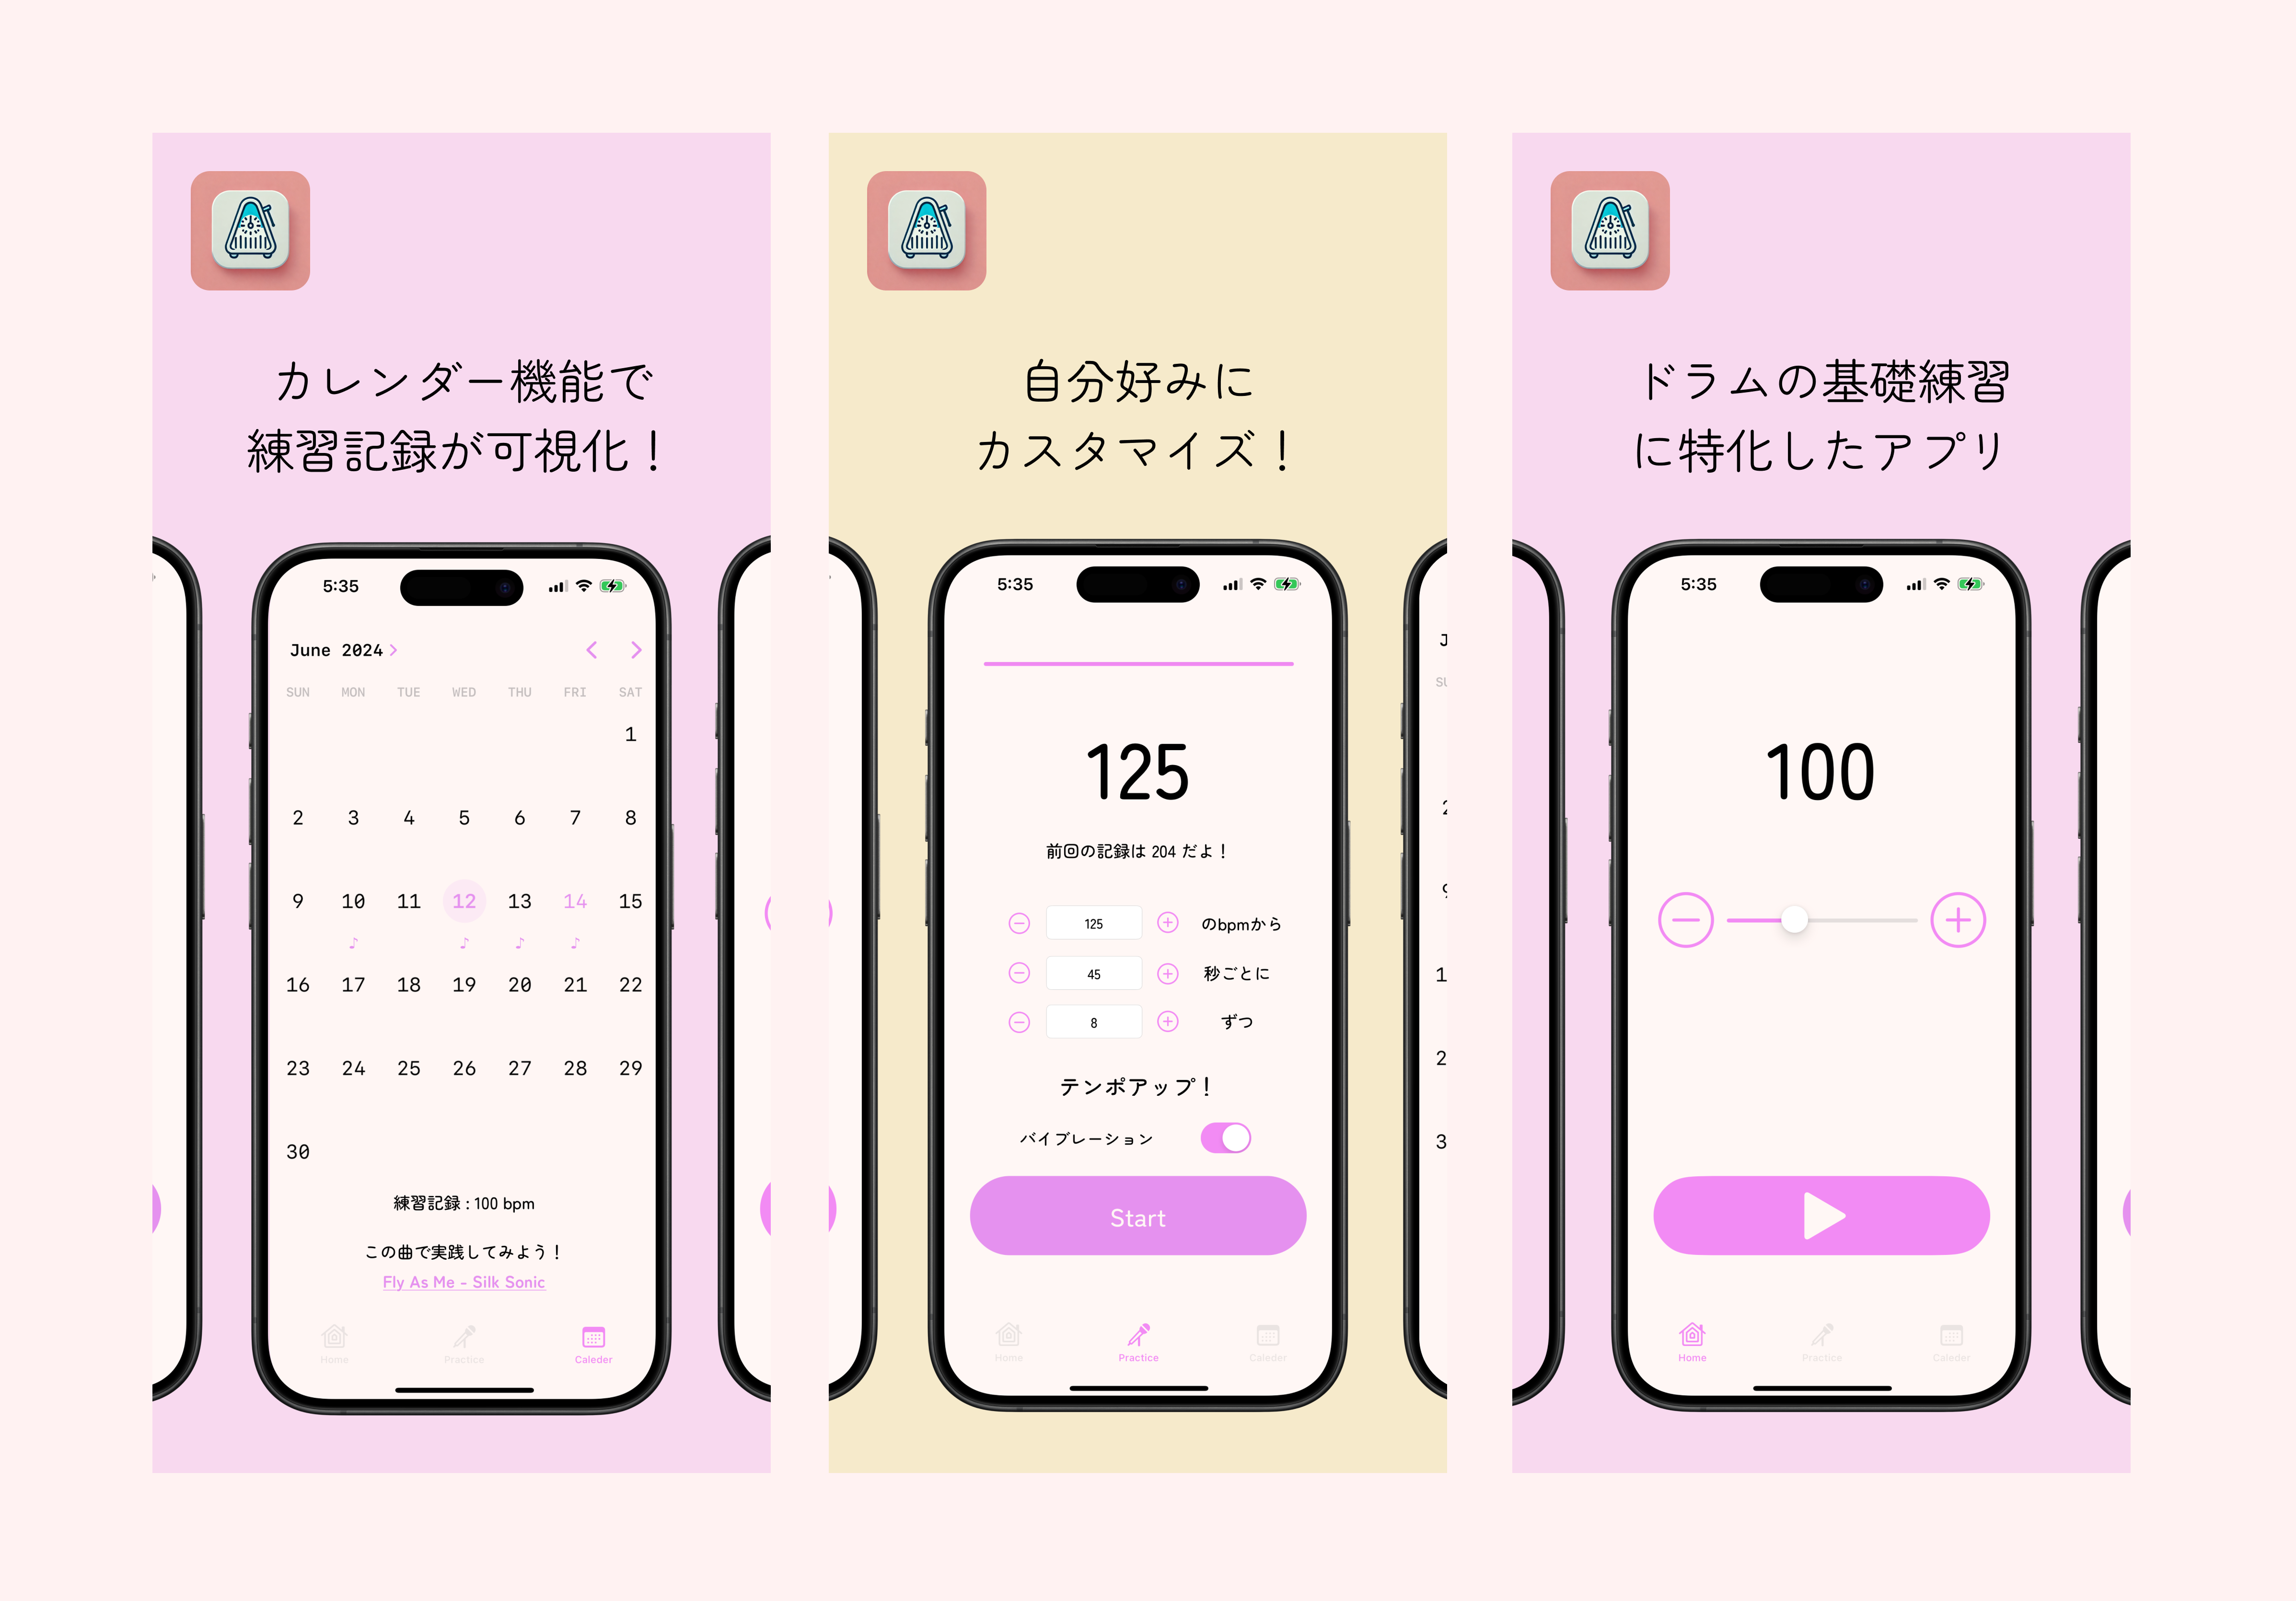 カレンダー機能で
練習記録が可視化！
5:35
June 2024
SUN MON TUE WED THU FRI SAT
1
2 3 4 5 6 7 8
9 10 11 12 13 14 15
♪ ♪ ♪ ♪
16 17 18 19 20 21 22
23 24 25 26 27 28 29
30
練習記録 : 100 bpm
この曲で実践してみよう！
Fly As Me - Silk Sonic
Home Practice Caleder
自分好みに
カスタマイズ！
5:35
125
前回の記録は 204 だよ！
125 のbpmから
45 秒ごとに
8 ずつ
テンポアップ！
バイブレーション
Start
Home Practice Caleder
ドラムの基礎練習
に特化したアプリ
5:35
100
Home Practice Caleder